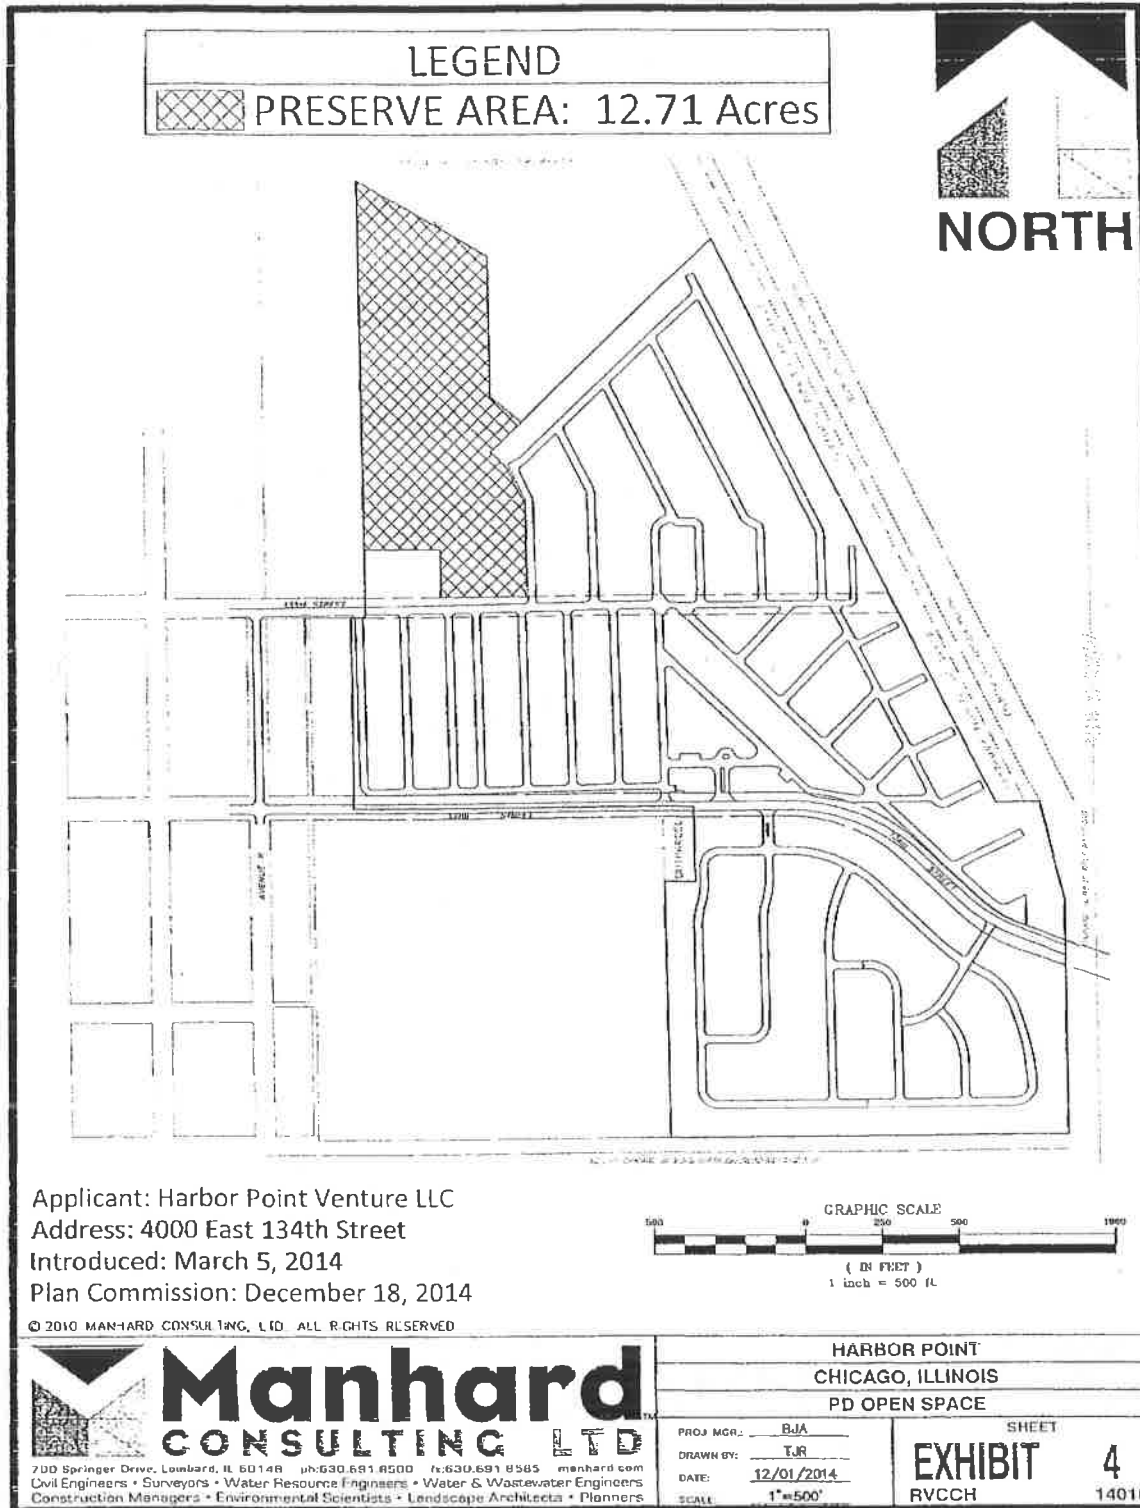 LEGEND
PRESERVE AREA: 12.71 Acres
NORTH
STREET
STREET
AVENUE
STREET
Applicant: Harbor Point Venture LLC
Address: 4000 East 134th Street
Introduced: March 5, 2014
Plan Commission: December 18, 2014
© 2010 MANHARD CONSULTING, LTD. ALL RIGHTS RESERVED
GRAPHIC SCALE
500 0 250 500 1000
( IN FEET )
1 inch = 500 ft.
Manhard
CONSULTING LTD
700 Springer Drive, Lombard, IL 60148 ph:630.691.8500 fx:630.691.8585 manhard.com
Civil Engineers • Surveyors • Water Resource Engineers • Water & Wastewater Engineers
Construction Managers • Environmental Scientists • Landscape Architects • Planners
HARBOR POINT
CHICAGO, ILLINOIS
PD OPEN SPACE
PROJ. MGR.: BJA
DRAWN BY: TJR
DATE: 12/01/2014
SCALE: 1"=500'
SHEET
EXHIBIT 4
RVCCH 1401